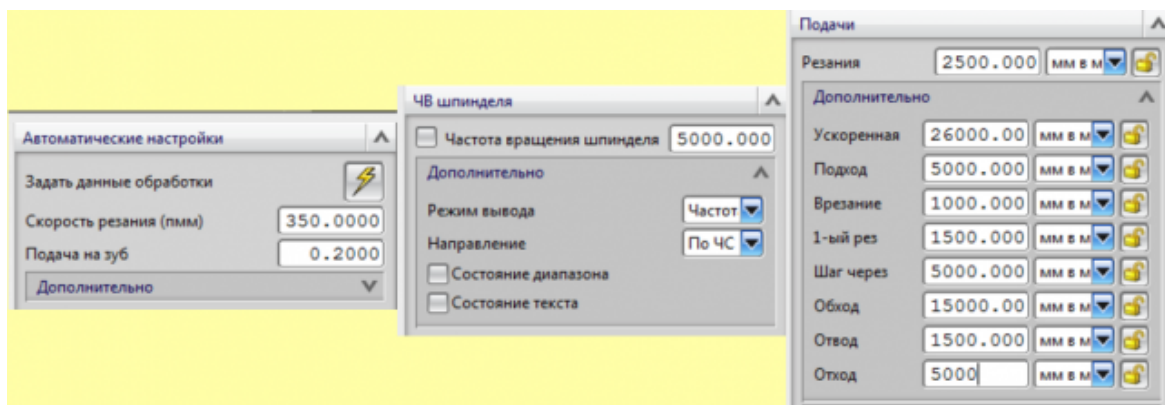 Автоматические настройки
Задать данные обработки
Скорость резания (пмм) 350.0000
Подача на зуб 0.2000
Дополнительно
ЧВ шпинделя
Частота вращения шпинделя 5000.000
Дополнительно
Режим вывода Частот
Направление По ЧС
Состояние диапазона
Состояние текста
Подачи
Резания 2500.000 мм в м
Дополнительно
Ускоренная 26000.00 мм в м
Подход 5000.000 мм в м
Врезание 1000.000 мм в м
1-ый рез 1500.000 мм в м
Шаг через 5000.000 мм в м
Обход 15000.00 мм в м
Отвод 1500.000 мм в м
Отход 5000 мм в м